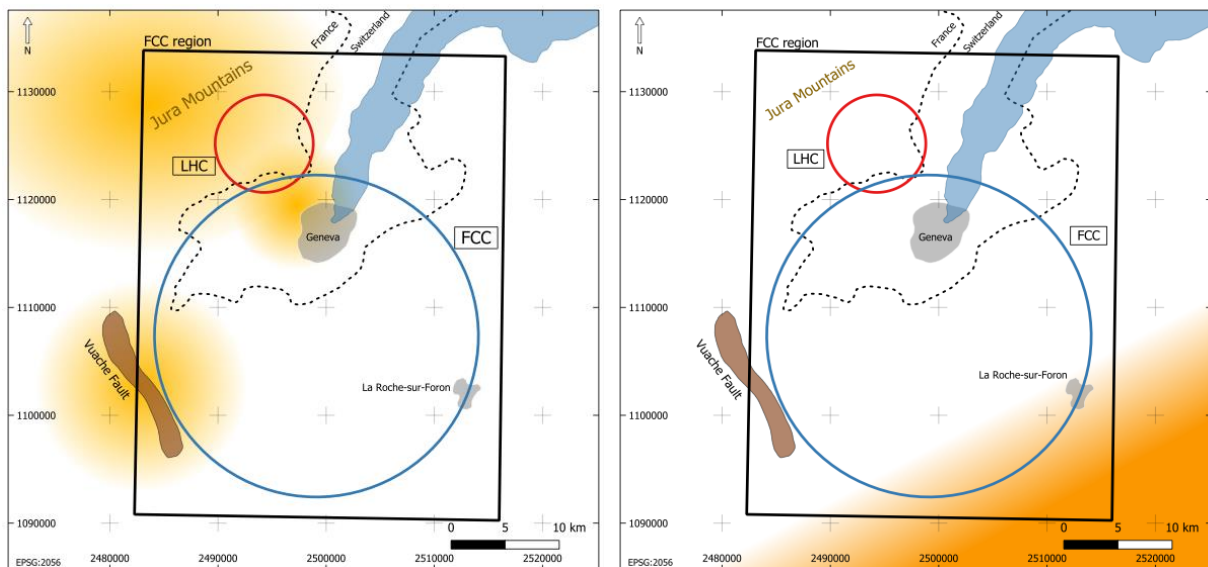 N
FCC region
France
Switzerland
Jura Mountains
1130000
LHC
1120000
Geneva
FCC
1110000
Vuache Fault
La Roche-sur-Foron
1100000
1090000
0 5 10 km
EPSG:2056
2480000 2490000 2500000 2510000 2520000
N
FCC region
France
Switzerland
Jura Mountains
1130000
LHC
1120000
Geneva
FCC
1110000
Vuache Fault
La Roche-sur-Foron
1100000
1090000
0 5 10 km
EPSG:2056
2480000 2490000 2500000 2510000 2520000